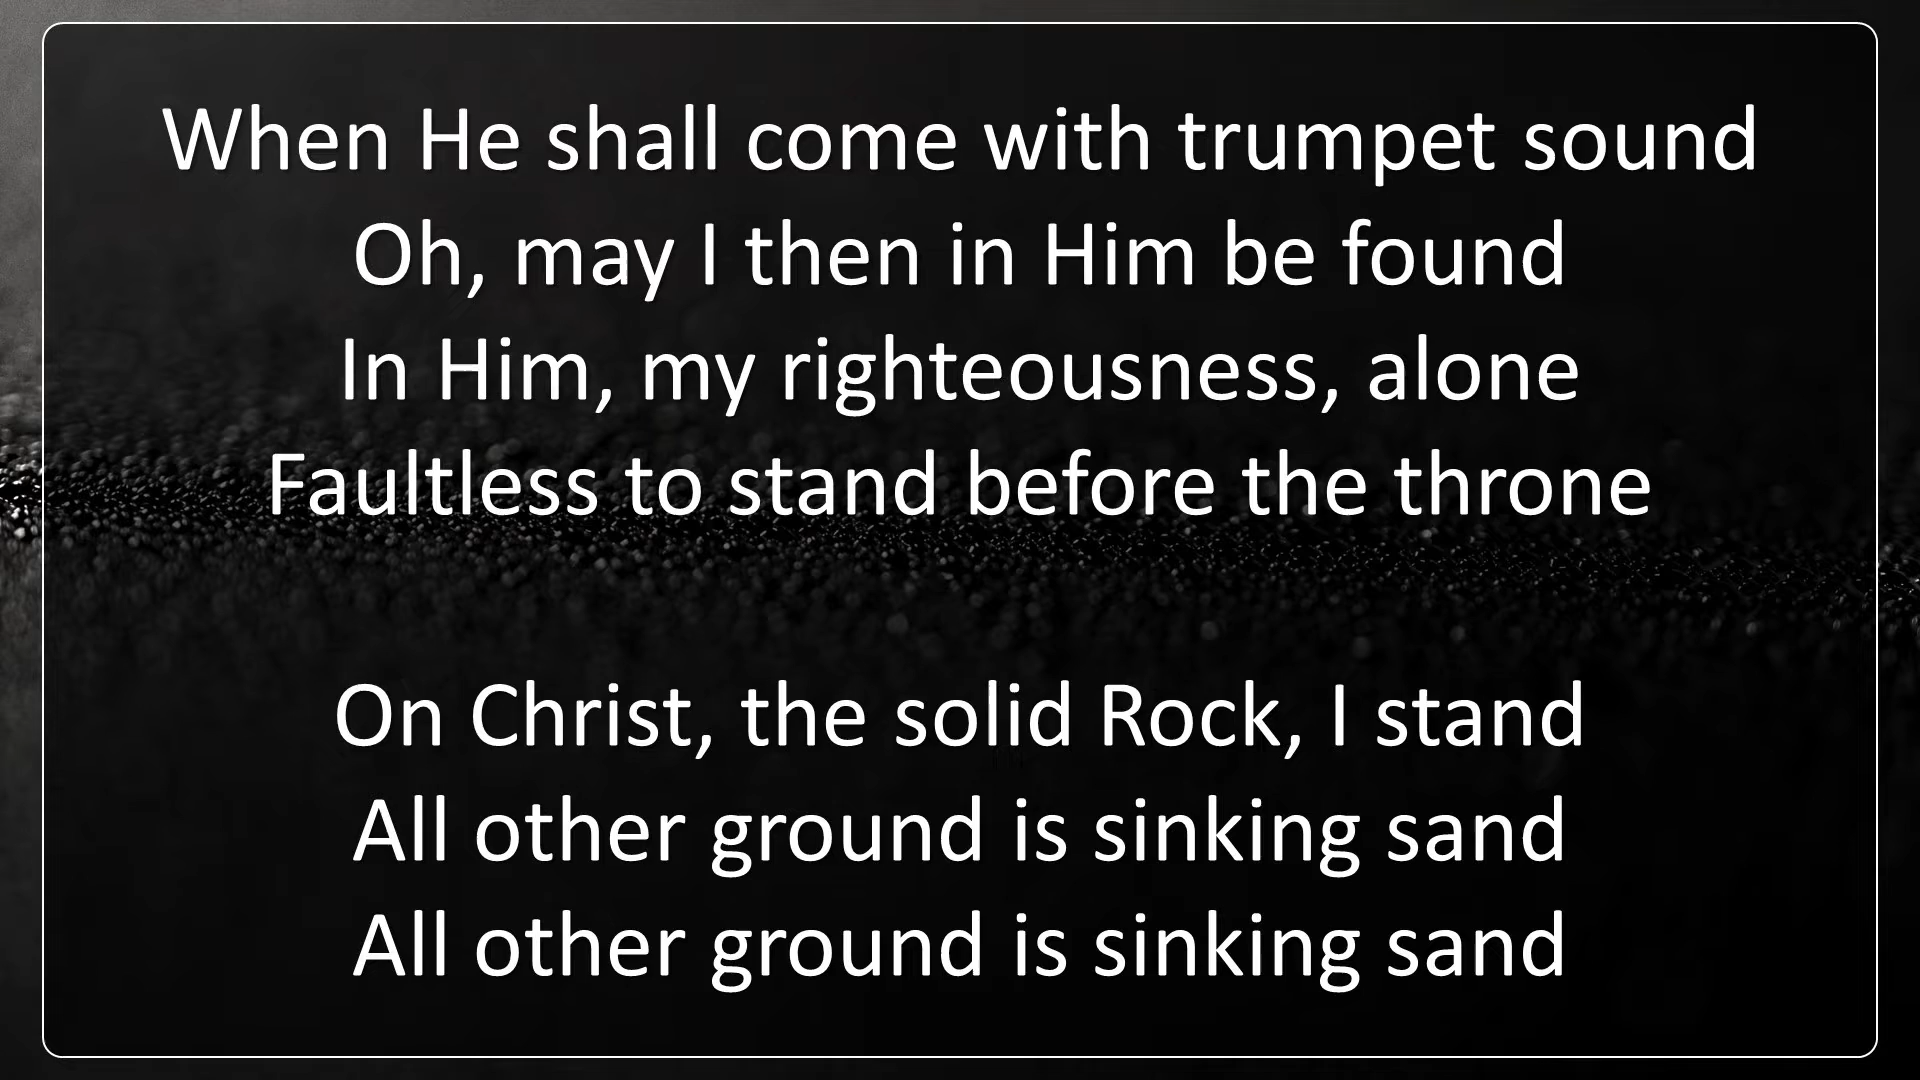 When He shall come with trumpet sound
Oh, may I then in Him be found
In Him, my righteousness, alone
Faultless to stand before the throne
On Christ, the solid Rock, I stand
All other ground is sinking sand
All other ground is sinking sand